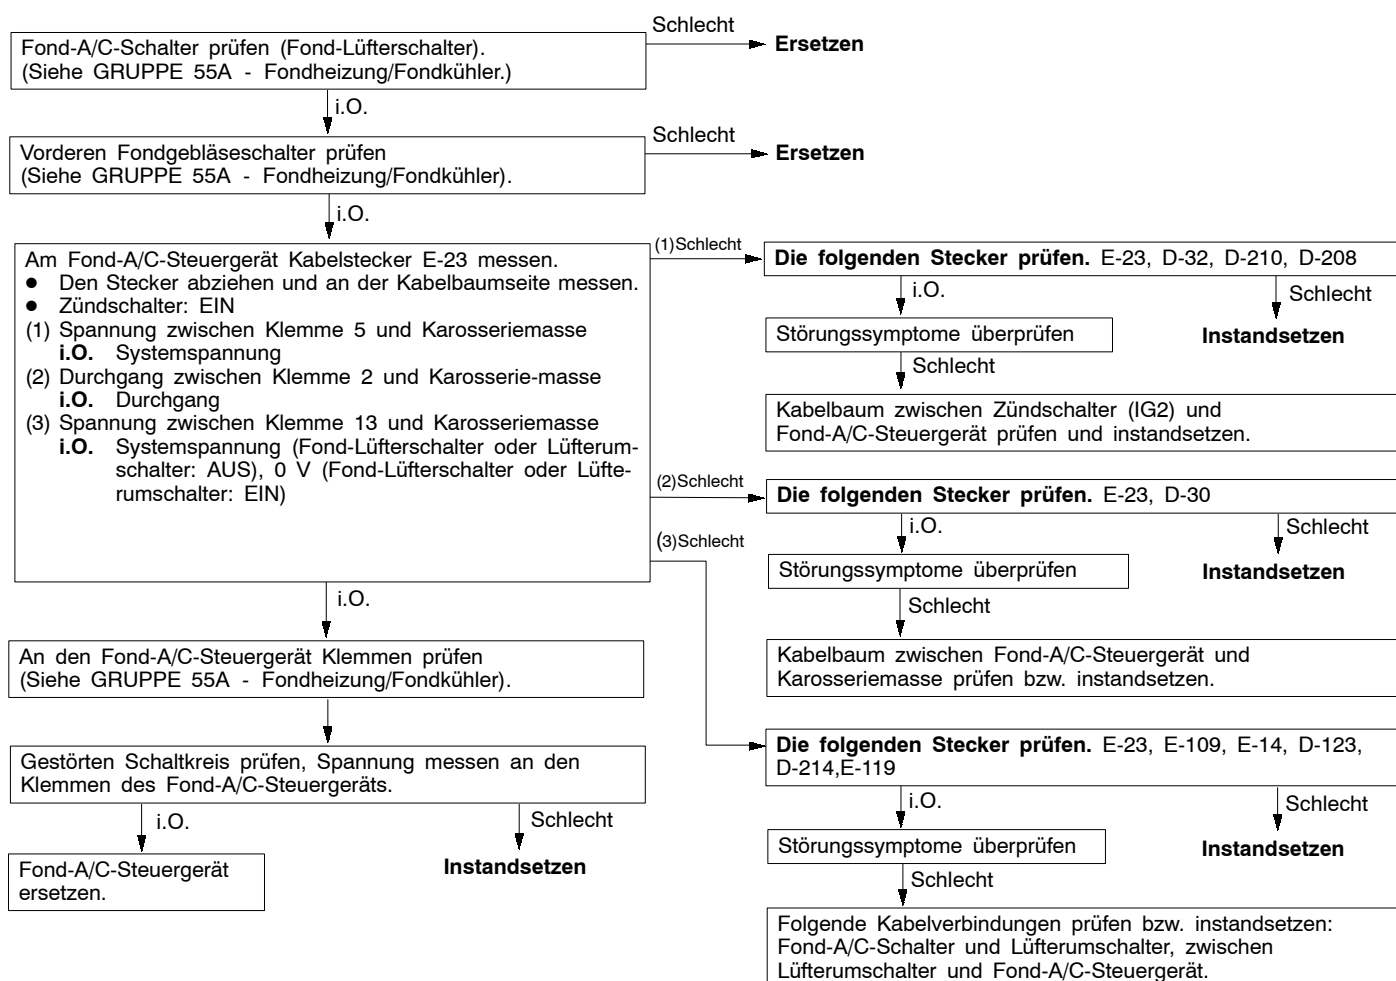 Fond-A/C-Schalter prüfen (Fond-Lüfterschalter).
(Siehe GRUPPE 55A - Fondheizung/Fondkühler.)
Schlecht
Ersetzen
i.O.
Vorderen Fondgebläseschalter prüfen
(Siehe GRUPPE 55A - Fondheizung/Fondkühler).
Schlecht
Ersetzen
i.O.
Am Fond-A/C-Steuergerät Kabelstecker E-23 messen.
● Den Stecker abziehen und an der Kabelbaumseite messen.
● Zündschalter: EIN
(1) Spannung zwischen Klemme 5 und Karosseriemasse
i.O. Systemspannung
(2) Durchgang zwischen Klemme 2 und Karosserie-masse
i.O. Durchgang
(3) Spannung zwischen Klemme 13 und Karosseriemasse
i.O. Systemspannung (Fond-Lüfterschalter oder Lüfterum-
schalter: AUS), 0 V (Fond-Lüfterschalter oder Lüfte-
rumschalter: EIN)
(1)Schlecht
Die folgenden Stecker prüfen. E-23, D-32, D-210, D-208
i.O.
Schlecht
Störungssymptome überprüfen
Instandsetzen
Schlecht
Kabelbaum zwischen Zündschalter (IG2) und
Fond-A/C-Steuergerät prüfen und instandsetzen.
(2)Schlecht
Die folgenden Stecker prüfen. E-23, D-30
i.O.
Schlecht
Störungssymptome überprüfen
Instandsetzen
Schlecht
Kabelbaum zwischen Fond-A/C-Steuergerät und
Karosseriemasse prüfen bzw. instandsetzen.
(3)Schlecht
Die folgenden Stecker prüfen. E-23, E-109, E-14, D-123,
D-214,E-119
i.O.
Schlecht
Störungssymptome überprüfen
Instandsetzen
Schlecht
Folgende Kabelverbindungen prüfen bzw. instandsetzen:
Fond-A/C-Schalter und Lüfterumschalter, zwischen
Lüfterumschalter und Fond-A/C-Steuergerät.
i.O.
An den Fond-A/C-Steuergerät Klemmen prüfen
(Siehe GRUPPE 55A - Fondheizung/Fondkühler).
Gestörten Schaltkreis prüfen, Spannung messen an den
Klemmen des Fond-A/C-Steuergeräts.
i.O.
Schlecht
Fond-A/C-Steuergerät
ersetzen.
Instandsetzen